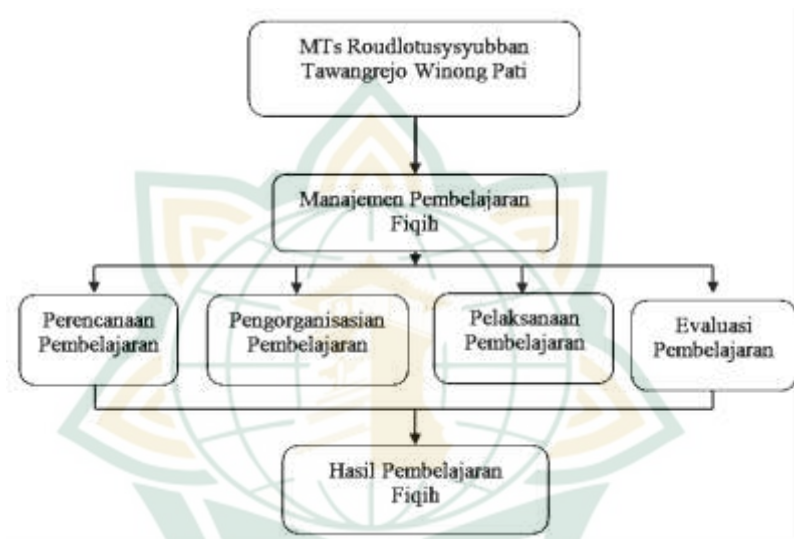 MTs Roudlotusysyubban
Tawangrejo Winong Pati
Manajemen Pembelajaran
Fiqih
Perencanaan
Pembelajaran
Pengorganisasian
Pembelajaran
Pelaksanaan
Pembelajaran
Evaluasi
Pembelajaran
Hasil Pembelajaran
Fiqih